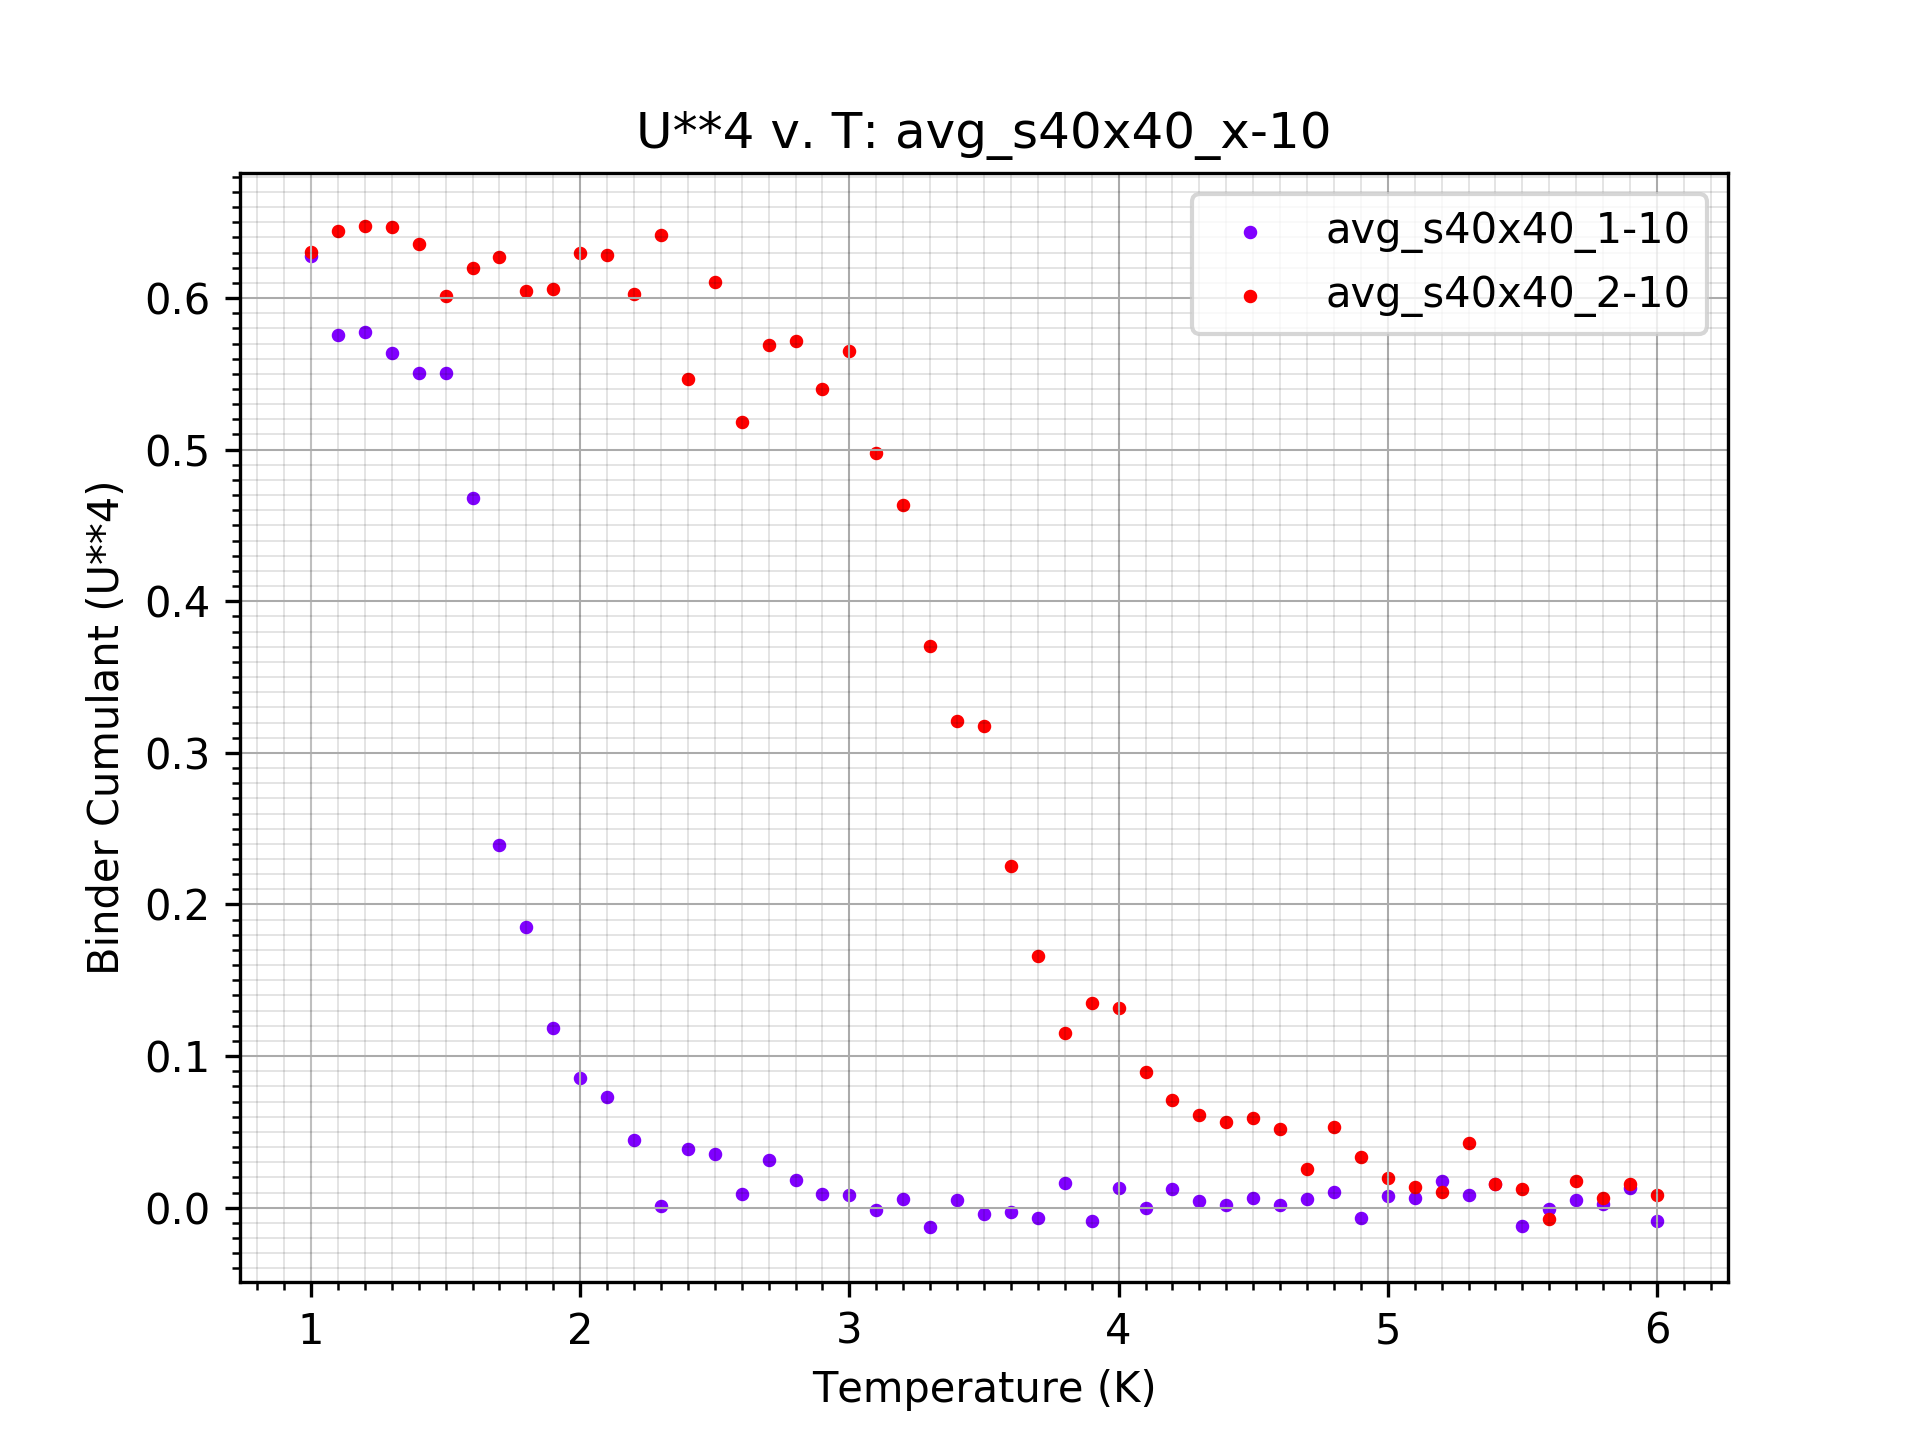 U**4 v. T: avg_s40x40_x-10
avg_s40x40_1-10
avg_s40x40_2-10
0.6
0.5
0.4
0.3
0.2
0.1
0.0
Binder Cumulant (U**4)
1 2 3 4 5 6
Temperature (K)